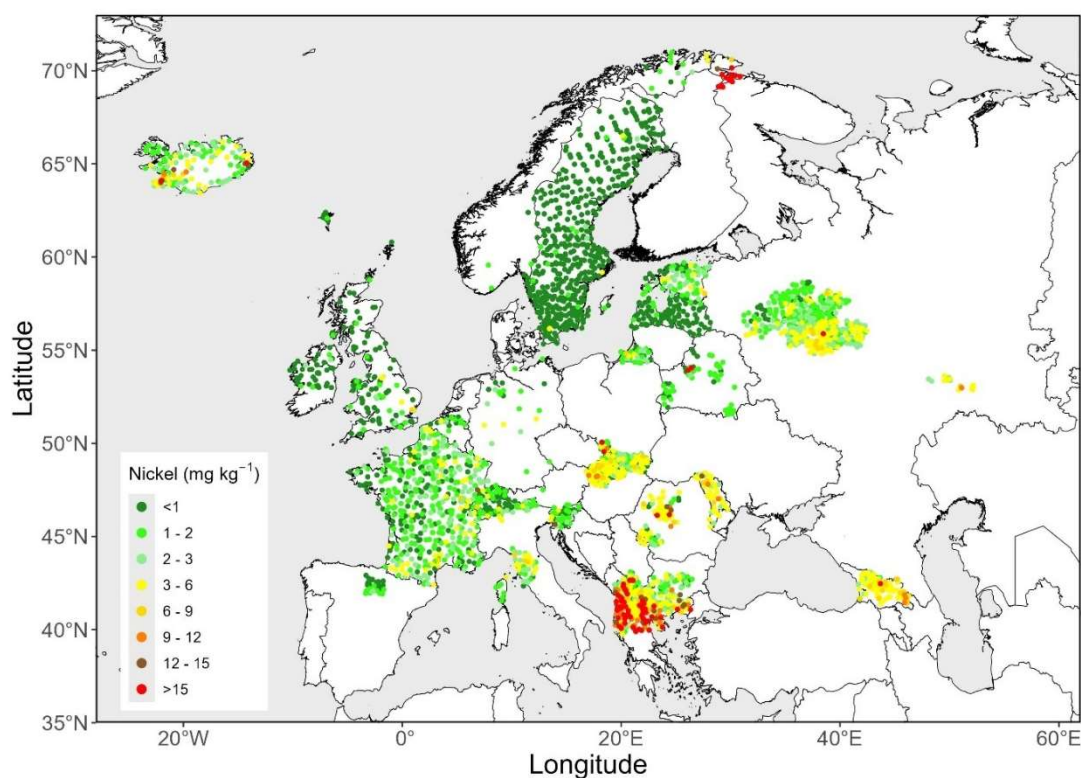 70°N
65°N
60°N
55°N
50°N
45°N
40°N
35°N
Latitude
Nickel (mg kg⁻¹)
<1
1 - 2
2 - 3
3 - 6
6 - 9
9 - 12
12 - 15
>15
20°W
0°
20°E
40°E
60°E
Longitude